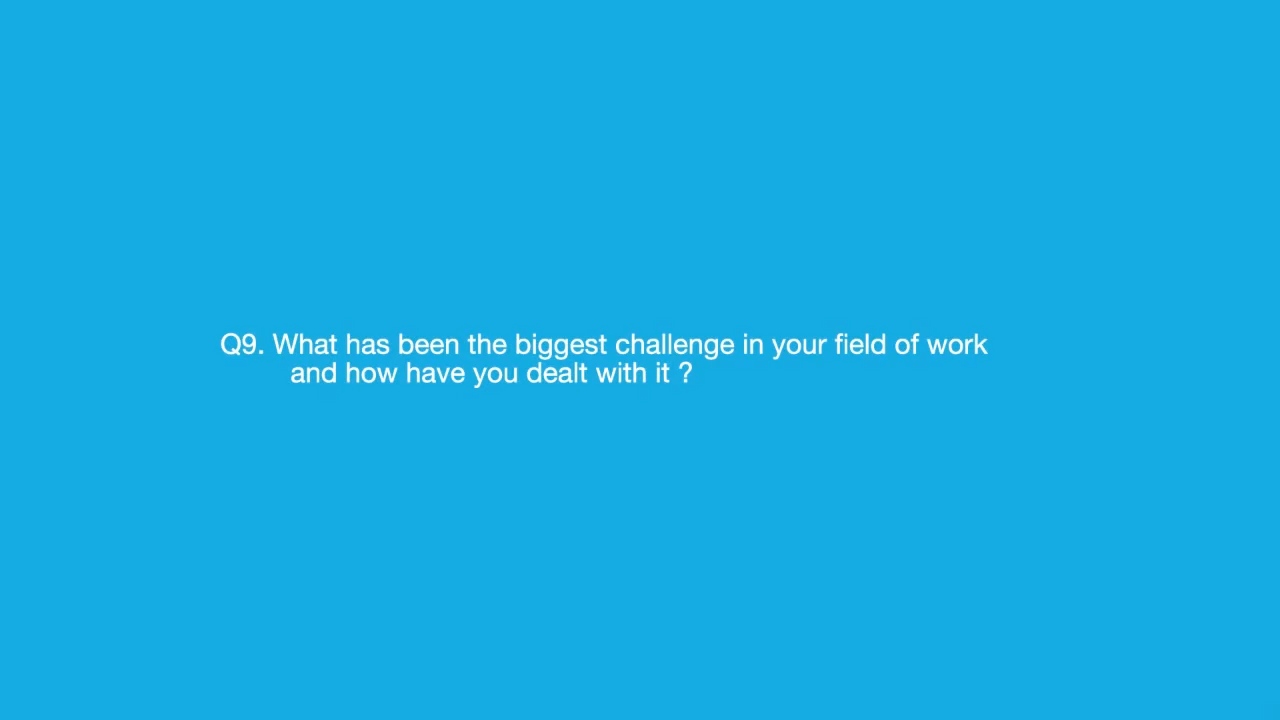 Q9. What has been the biggest challenge in your field of work
and how have you dealt with it ?